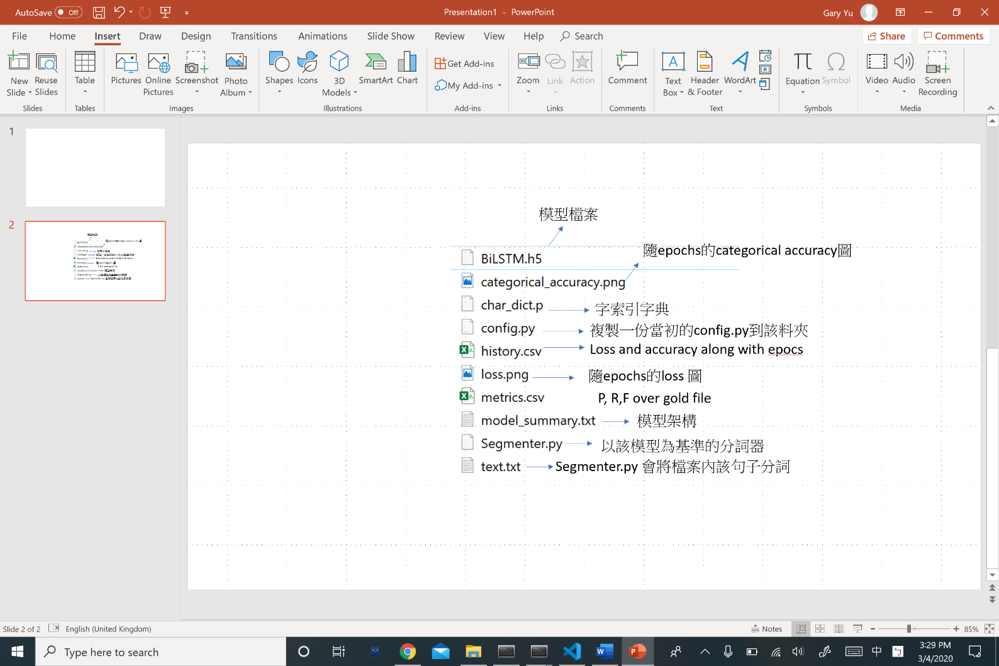 AutoSave Off
Presentation1 - PowerPoint
Gary Yu
File Home Insert Draw Design Transitions Animations Slide Show Review View Help Search
Share Comments
New Slide
Reuse Slides
Table
Pictures
Online Pictures
Screenshot
Photo Album
Shapes
Icons
3D Models
SmartArt
Chart
Get Add-ins
My Add-ins
Zoom
Link
Action
Comment
Text Box
Header & Footer
WordArt
Equation
Symbol
Video
Audio
Screen Recording
Slides Tables Images Illustrations Add-ins Links Comments Text Symbols Media
1
2
模型檔案
隨epochs的categorical accuracy圖
BiLSTM.h5
categorical_accuracy.png
char_dict.p 字索引字典
config.py 複製一份當初的config.py到該料夾
history.csv Loss and accuracy along with epocs
loss.png 隨epochs的loss 圖
metrics.csv P, R,F over gold file
model_summary.txt 模型架構
Segmenter.py 以該模型為基準的分詞器
text.txt Segmenter.py 會將檔案內該句子分詞
Slide 2 of 2 English (United Kingdom) Notes 85%
Type here to search
中
3:29 PM
3/4/2020